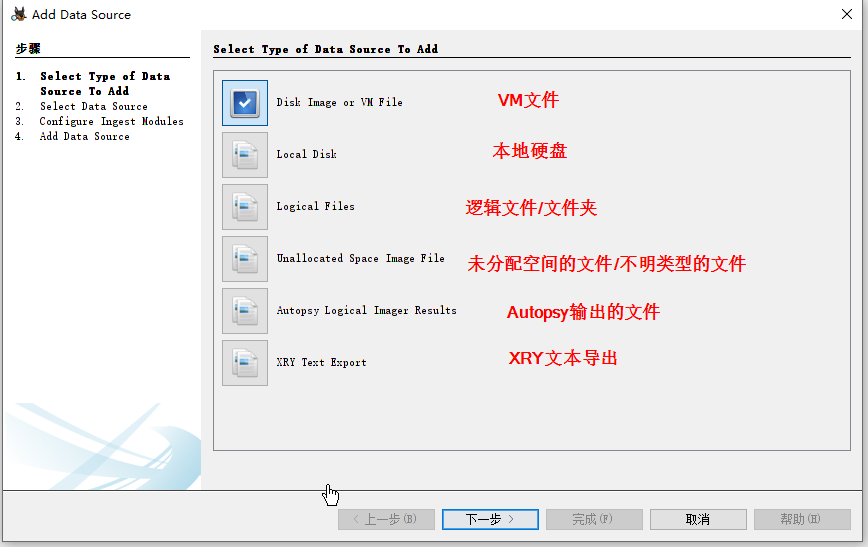 Add Data Source
步骤
1. Select Type of Data
Source To Add
2. Select Data Source
3. Configure Ingest Modules
4. Add Data Source
Select Type of Data Source To Add
Disk Image or VM File VM文件
Local Disk 本地硬盘
Logical Files 逻辑文件/文件夹
Unallocated Space Image File 未分配空间的文件/不明类型的文件
Autopsy Logical Imager Results Autopsy输出的文件
XRY Text Export XRY文本导出
< 上一步(B) 下一步 > 完成(F) 取消 帮助(H)